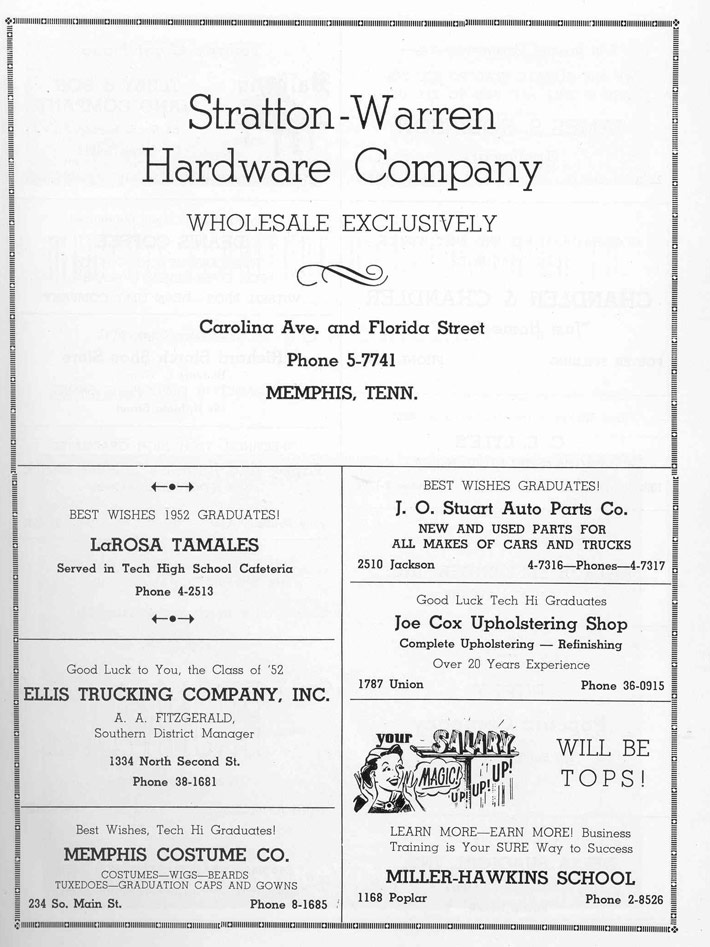 Stratton-Warren
Hardware Company
WHOLESALE EXCLUSIVELY
Carolina Ave. and Florida Street
Phone 5-7741
MEMPHIS, TENN.
BEST WISHES 1952 GRADUATES!
LaROSA TAMALES
Served in Tech High School Cafeteria
Phone 4-2513
Good Luck to You, the Class of '52
ELLIS TRUCKING COMPANY, INC.
A. A. FITZGERALD,
Southern District Manager
1334 North Second St.
Phone 38-1681
Best Wishes, Tech Hi Graduates!
MEMPHIS COSTUME CO.
COSTUMES—WIGS—BEARDS
TUXEDOES—GRADUATION CAPS AND GOWNS
234 So. Main St. Phone 8-1685
BEST WISHES GRADUATES!
J. O. Stuart Auto Parts Co.
NEW AND USED PARTS FOR
ALL MAKES OF CARS AND TRUCKS
2510 Jackson 4-7316—Phones—4-7317
Good Luck Tech Hi Graduates
Joe Cox Upholstering Shop
Complete Upholstering — Refinishing
Over 20 Years Experience
1787 Union Phone 36-0915
your SALARY
MAGIC!
UP! UP! UP!
WILL BE
TOPS!
LEARN MORE—EARN MORE! Business
Training is Your SURE Way to Success
MILLER-HAWKINS SCHOOL
1168 Poplar Phone 2-8526